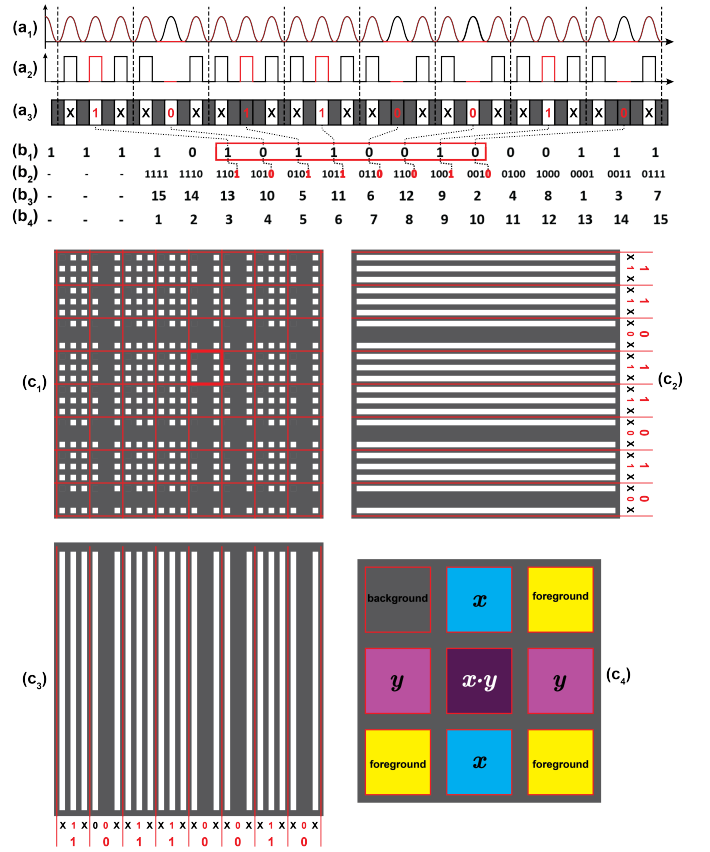 (a1)
(a2)
(a3) X 1 X X 0 X X 1 X X 1 X X 0 X X 0 X X 1 X X 0 X
(b1) 1 1 1 1 0 1 0 1 1 0 0 1 0 0 0 1 1 1
(b2) - - - 1111 1110 1101 1010 0101 1011 0110 1100 1001 0010 0100 1000 0001 0011 0111
(b3) - - - 15 14 13 10 5 11 6 12 9 2 4 8 1 3 7
(b4) - - - 1 2 3 4 5 6 7 8 9 10 11 12 13 14 15
(c1)
X 1 X X 1 X X 0 X X 1 X X 1 X X 0 X X 1 X X 0 X
1 1 0 1 1 0 1 0
(c2)
(c3)
X 1 X 0 0 X X 1 X X 1 X X 0 X X 0 X X 1 X X 0 X
1 0 1 1 0 0 1 0
background x foreground
y x·y y
(c4)
foreground x foreground